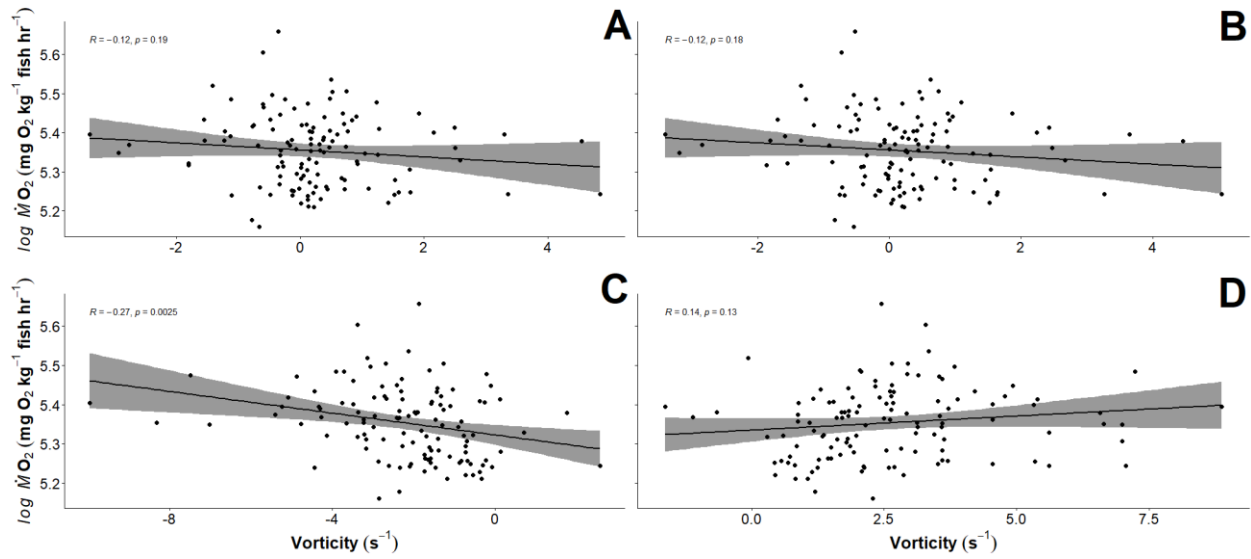 A
R = −0.12, p = 0.19
log ṀO₂ (mg O₂ kg⁻¹ fish hr⁻¹)
5.6
5.5
5.4
5.3
5.2
-2
0
2
4
B
R = −0.12, p = 0.18
-2
0
2
4
C
R = −0.27, p = 0.0025
log ṀO₂ (mg O₂ kg⁻¹ fish hr⁻¹)
5.6
5.5
5.4
5.3
5.2
-8
-4
0
Vorticity (s⁻¹)
D
R = 0.14, p = 0.13
0.0
2.5
5.0
7.5
Vorticity (s⁻¹)